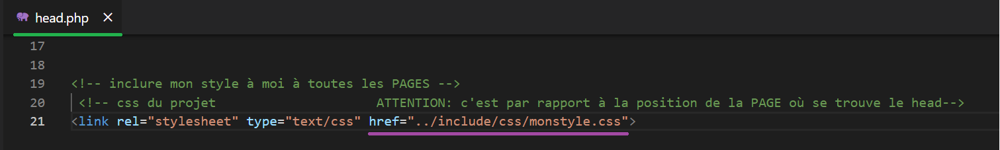 head.php ×
17
18
19 <!-- inclure mon style à moi à toutes les PAGES -->
20 <!-- css du projet ATTENTION: c'est par rapport à la position de la PAGE où se trouve le head-->
21 <link rel="stylesheet" type="text/css" href="../include/css/monstyle.css">